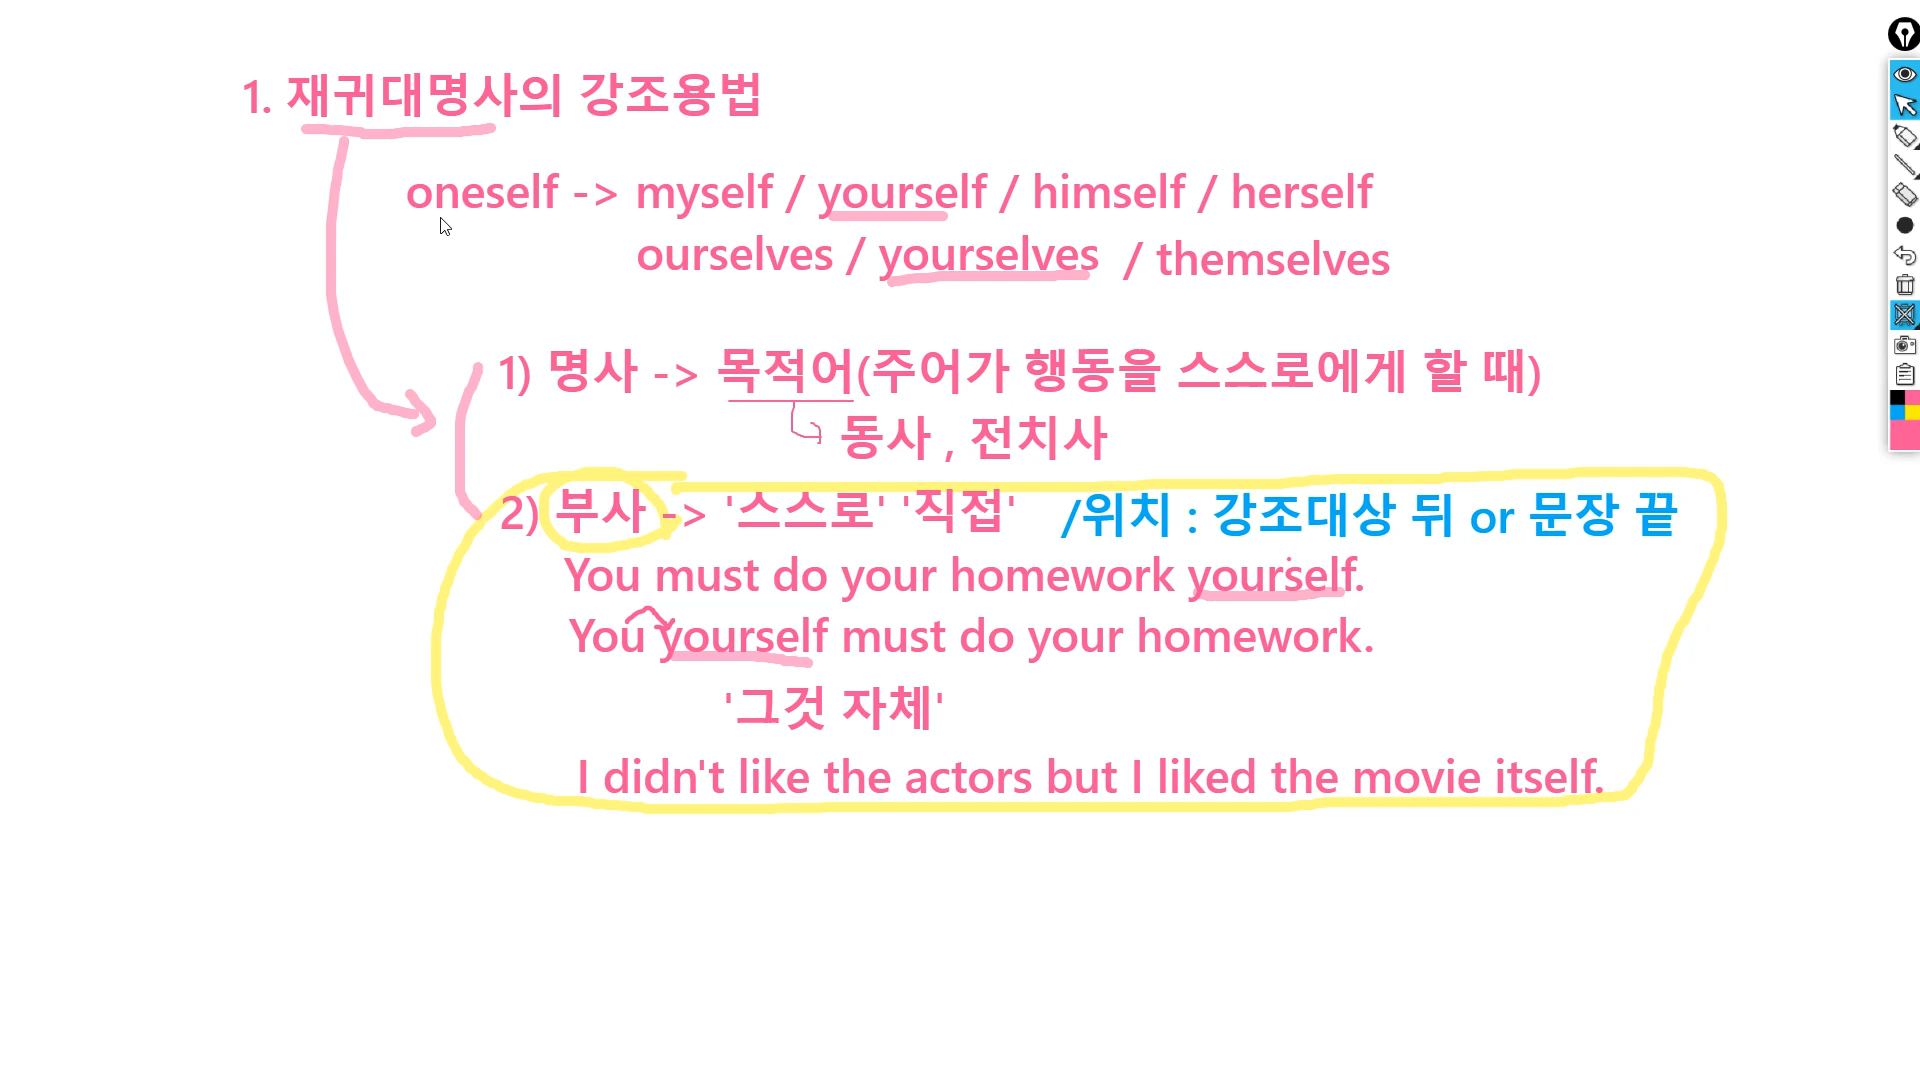 1. 재귀대명사의 강조용법
oneself -> myself / yourself / himself / herself
ourselves / yourselves / themselves
1) 명사 -> 목적어(주어가 행동을 스스로에게 할 때)
동사 , 전치사
2) 부사 -> '스스로' '직접' /위치 : 강조대상 뒤 or 문장 끝
You must do your homework yourself.
You yourself must do your homework.
'그것 자체'
I didn't like the actors but I liked the movie itself.